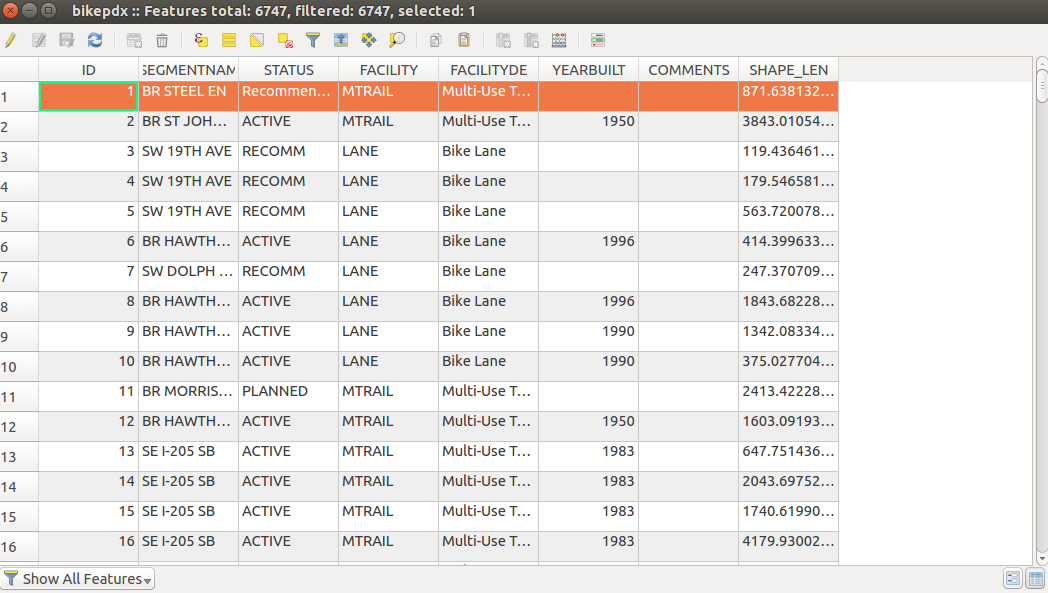 bikepdx :: Features total: 6747, filtered: 6747, selected: 1
ID SEGMENTNAM STATUS FACILITY FACILITYDE YEARBUILT COMMENTS SHAPE_LEN
1 1 BR STEEL EN Recommen... MTRAIL Multi-Use T... 871.638132...
2 2 BR ST JOH... ACTIVE MTRAIL Multi-Use T... 1950 3843.01054...
3 3 SW 19TH AVE RECOMM LANE Bike Lane 119.436461...
4 4 SW 19TH AVE RECOMM LANE Bike Lane 179.546581...
5 5 SW 19TH AVE RECOMM LANE Bike Lane 563.720078...
6 6 BR HAWTH... ACTIVE LANE Bike Lane 1996 414.399633...
7 7 SW DOLPH ... RECOMM LANE Bike Lane 247.370709...
8 8 BR HAWTH... ACTIVE LANE Bike Lane 1996 1843.68228...
9 9 BR HAWTH... ACTIVE LANE Bike Lane 1990 1342.08334...
10 10 BR HAWTH... ACTIVE LANE Bike Lane 1990 375.027704...
11 11 BR MORRIS... PLANNED MTRAIL Multi-Use T... 2413.42228...
12 12 BR HAWTH... ACTIVE MTRAIL Multi-Use T... 1950 1603.09193...
13 13 SE I-205 SB ACTIVE MTRAIL Multi-Use T... 1983 647.751436...
14 14 SE I-205 SB ACTIVE MTRAIL Multi-Use T... 1983 2043.69752...
15 15 SE I-205 SB ACTIVE MTRAIL Multi-Use T... 1983 1740.61990...
16 16 SE I-205 SB ACTIVE MTRAIL Multi-Use T... 1983 4179.93002...
Show All Features